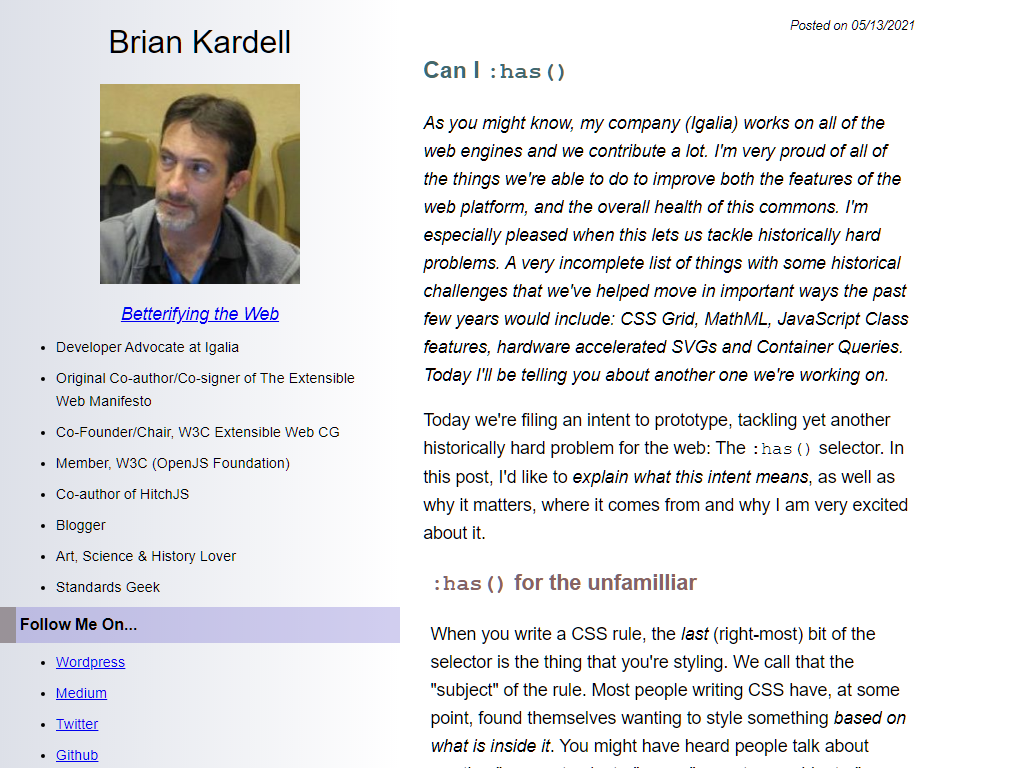 Brian Kardell
Betterifying the Web
Developer Advocate at Igalia
Original Co-author/Co-signer of The Extensible
Web Manifesto
Co-Founder/Chair, W3C Extensible Web CG
Member, W3C (OpenJS Foundation)
Co-author of HitchJS
Blogger
Art, Science & History Lover
Standards Geek
Follow Me On...
Wordpress
Medium
Twitter
Github
Posted on 05/13/2021
Can I :has()
As you might know, my company (Igalia) works on all of the
web engines and we contribute a lot. I'm very proud of all of
the things we're able to do to improve both the features of the
web platform, and the overall health of this commons. I'm
especially pleased when this lets us tackle historically hard
problems. A very incomplete list of things with some historical
challenges that we've helped move in important ways the past
few years would include: CSS Grid, MathML, JavaScript Class
features, hardware accelerated SVGs and Container Queries.
Today I'll be telling you about another one we're working on.
Today we're filing an intent to prototype, tackling yet another
historically hard problem for the web: The :has() selector. In
this post, I'd like to explain what this intent means, as well as
why it matters, where it comes from and why I am very excited
about it.
:has() for the unfamilliar
When you write a CSS rule, the last (right-most) bit of the
selector is the thing that you're styling. We call that the
"subject" of the rule. Most people writing CSS have, at some
point, found themselves wanting to style something based on
what is inside it. You might have heard people talk about